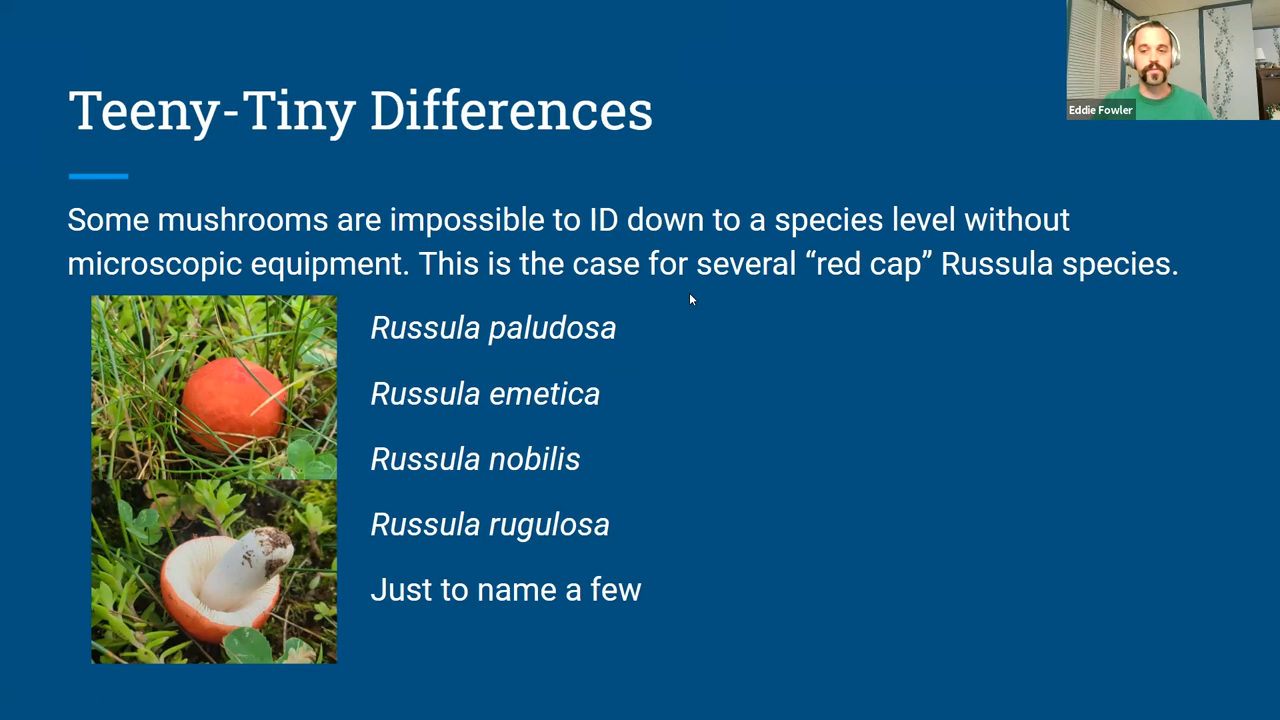 Teeny-Tiny Differences
Eddie Fowler
Some mushrooms are impossible to ID down to a species level without
microscopic equipment. This is the case for several “red cap” Russula species.
Russula paludosa
Russula emetica
Russula nobilis
Russula rugulosa
Just to name a few